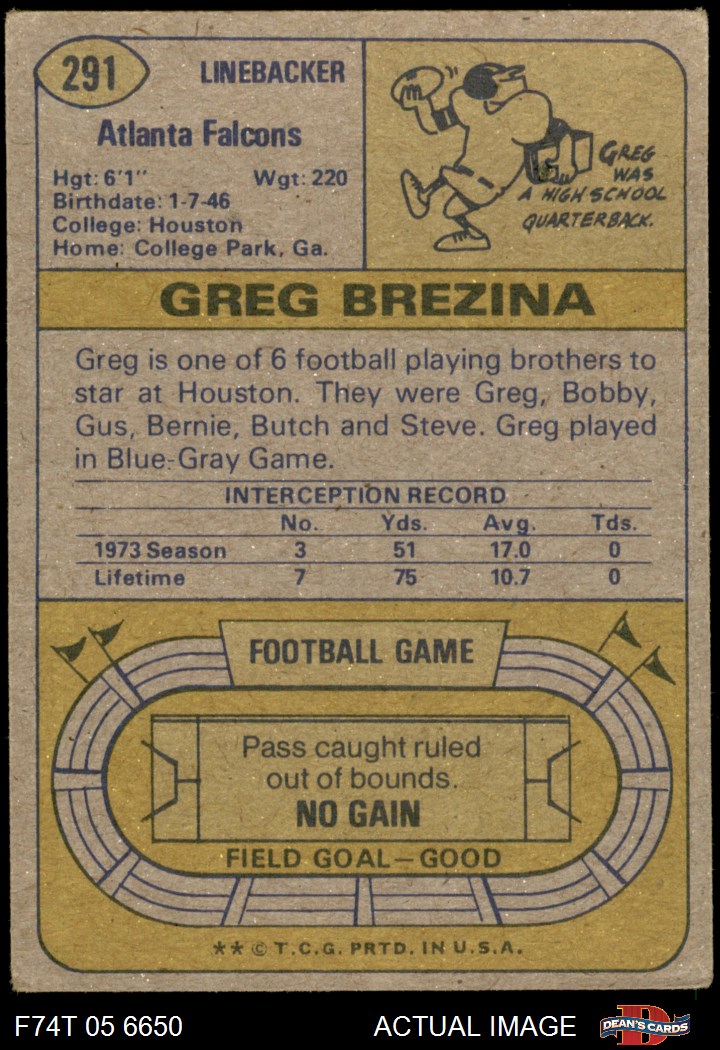 291
LINEBACKER
Atlanta Falcons
Hgt: 6'1" Wgt: 220
Birthdate: 1-7-46
College: Houston
Home: College Park, Ga.
GREG
WAS
A HIGH SCHOOL
QUARTERBACK.
GREG BREZINA
Greg is one of 6 football playing brothers to
star at Houston. They were Greg, Bobby,
Gus, Bernie, Butch and Steve. Greg played
in Blue-Gray Game.
INTERCEPTION RECORD
No. Yds. Avg. Tds.
1973 Season 3 51 17.0 0
Lifetime 7 75 10.7 0
FOOTBALL GAME
Pass caught ruled
out of bounds.
NO GAIN
FIELD GOAL—GOOD
** © T.C.G. PRTD. IN U.S.A.
F74T 05 6650 ACTUAL IMAGE
D
DEAN'S CARDS